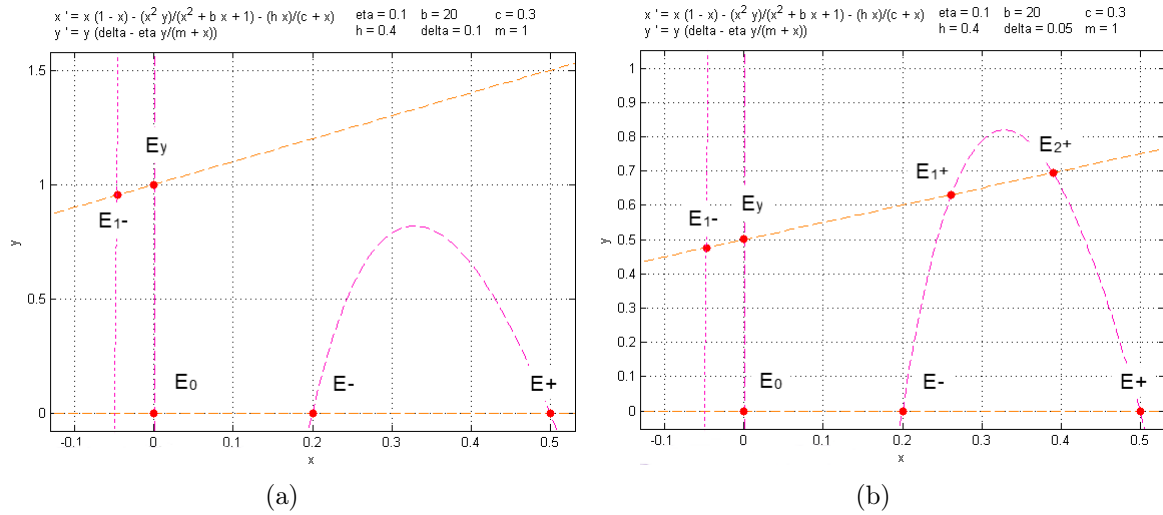 x ' = x (1 - x) - (x² y)/(x² + b x + 1) - (h x)/(c + x)
y ' = y (delta - eta y/(m + x))
eta = 0.1 b = 20 c = 0.3
h = 0.4 delta = 0.1 m = 1
1.5
1
0.5
0
y
-0.1 0 0.1 0.2 0.3 0.4 0.5
x
Ey
E1-
E0
E-
E+
(a)
x ' = x (1 - x) - (x² y)/(x² + b x + 1) - (h x)/(c + x)
y ' = y (delta - eta y/(m + x))
eta = 0.1 b = 20 c = 0.3
h = 0.4 delta = 0.05 m = 1
1
0.9
0.8
0.7
0.6
0.5
0.4
0.3
0.2
0.1
0
y
-0.1 0 0.1 0.2 0.3 0.4 0.5
x
E2+
E1+
Ey
E1-
E0
E-
E+
(b)